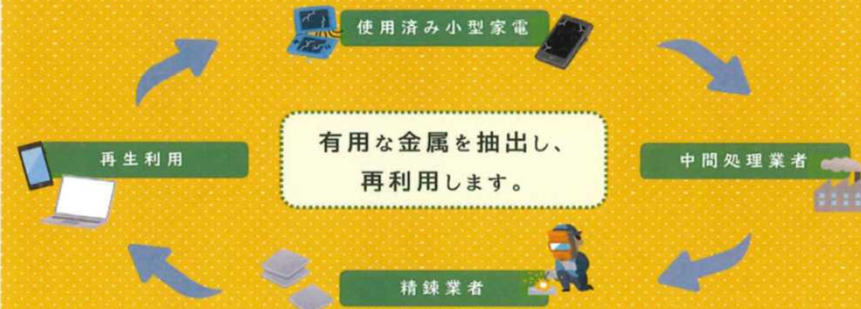 使用済み小型家電
有用な金属を抽出し、
再利用します。
再生利用
中間処理業者
精錬業者